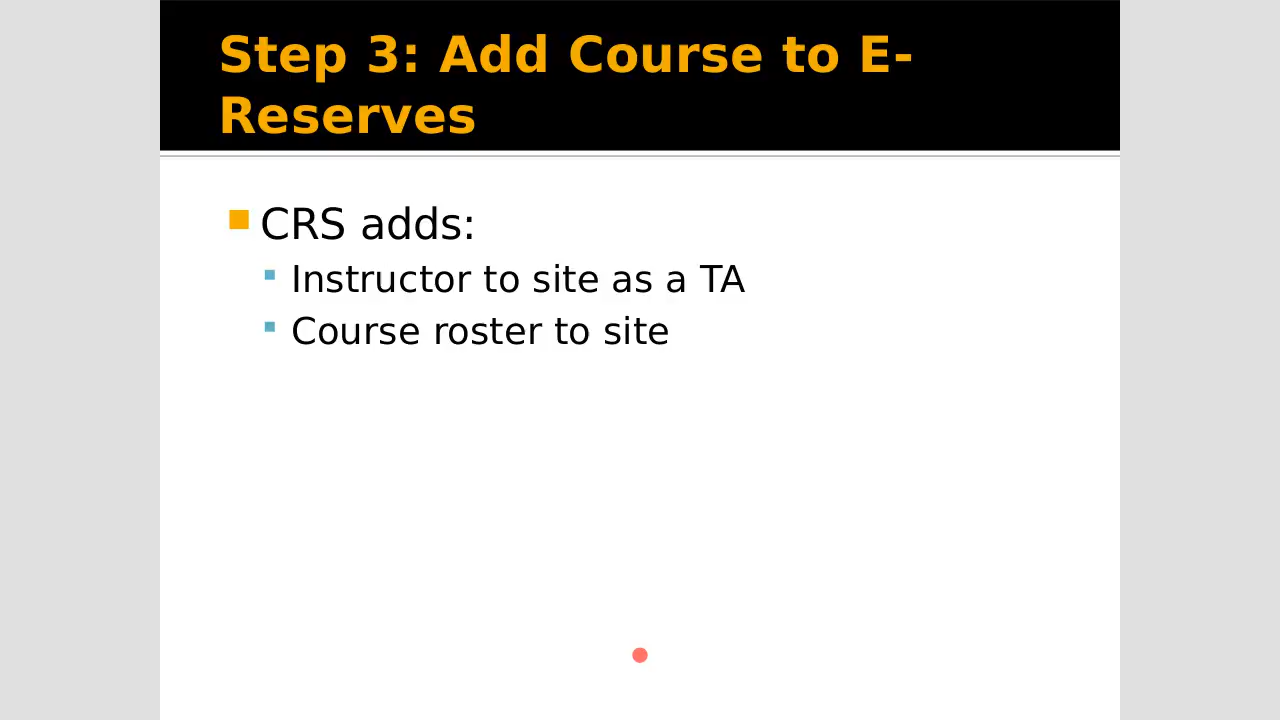 Step 3: Add Course to E-
Reserves
CRS adds:
Instructor to site as a TA
Course roster to site